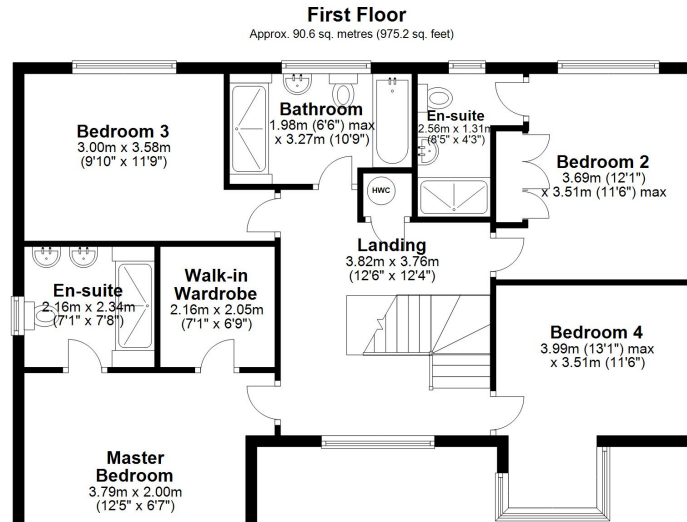 First Floor
Approx. 90.6 sq. metres (975.2 sq. feet)
Bedroom 3
3.00m x 3.58m
(9'10" x 11'9")
Bathroom
1.98m (6'6") max
x 3.27m (10'9")
En-suite
2.56m x 1.31m
(8'5" x 4'3")
Bedroom 2
3.69m (12'1")
x 3.51m (11'6") max
HWC
Landing
3.82m x 3.76m
(12'6" x 12'4")
En-suite
2.16m x 2.34m
(7'1" x 7'8")
Walk-in
Wardrobe
2.16m x 2.05m
(7'1" x 6'9")
Bedroom 4
3.99m (13'1") max
x 3.51m (11'6")
Master
Bedroom
3.79m x 2.00m
(12'5" x 6'7")